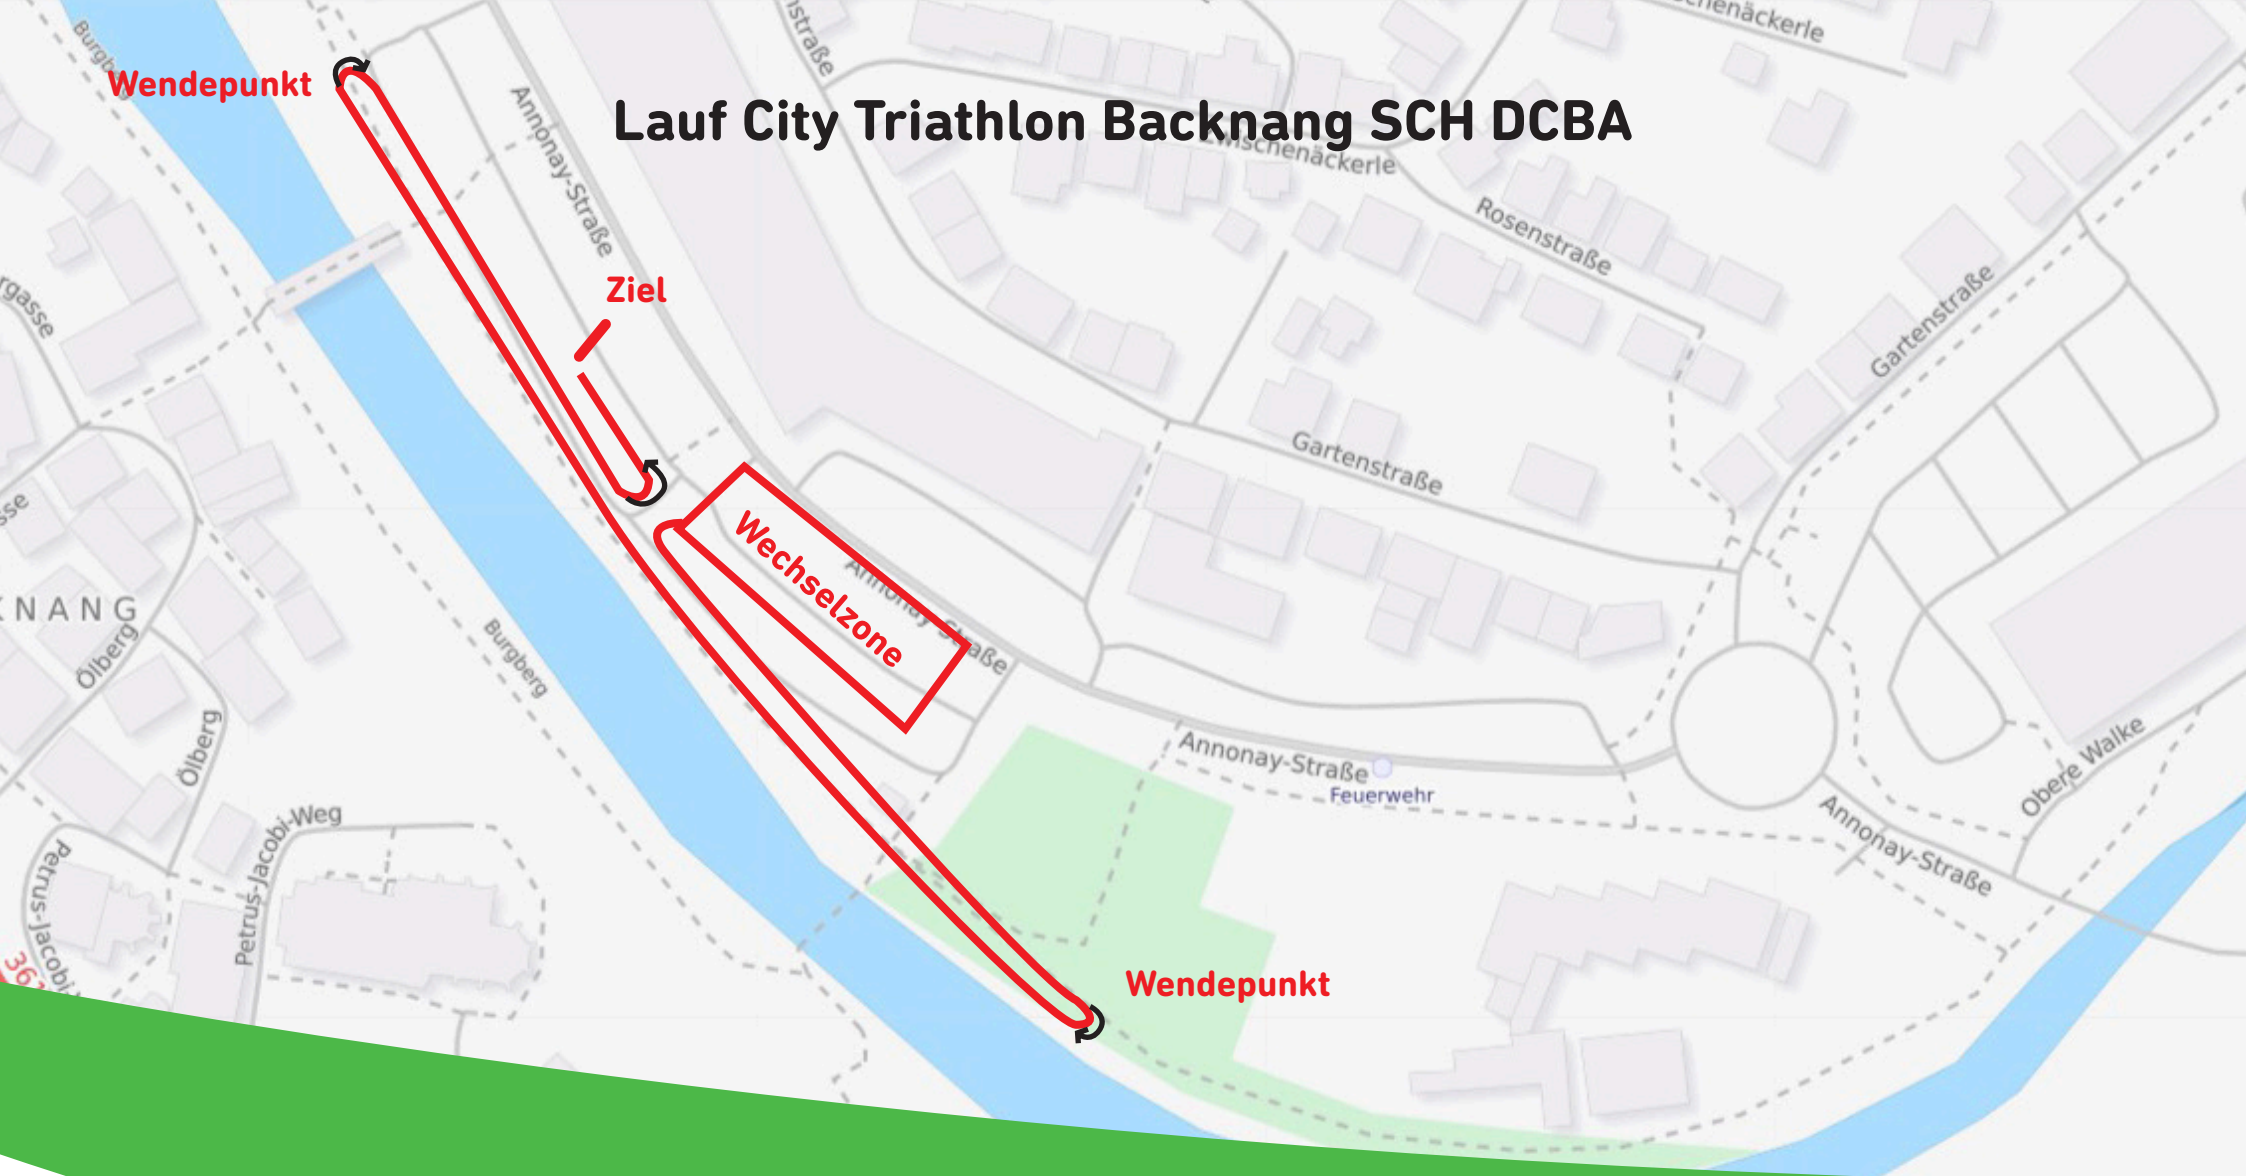 Burgberg
Wendepunkt
Annonay-Straße
Lauf City Triathlon Backnang SCH DCBA
Zwischenäckerle
Rosenstraße
Ziel
Gartenstraße
Gartenstraße
Wechselzone
Annonay-Straße
Ölberg
Burgberg
Ölberg
Annonay-Straße
Feuerwehr
Obere Walke
Annonay-Straße
Petrus-Jacobi-Weg
Petrus-Jacobi-
Wendepunkt